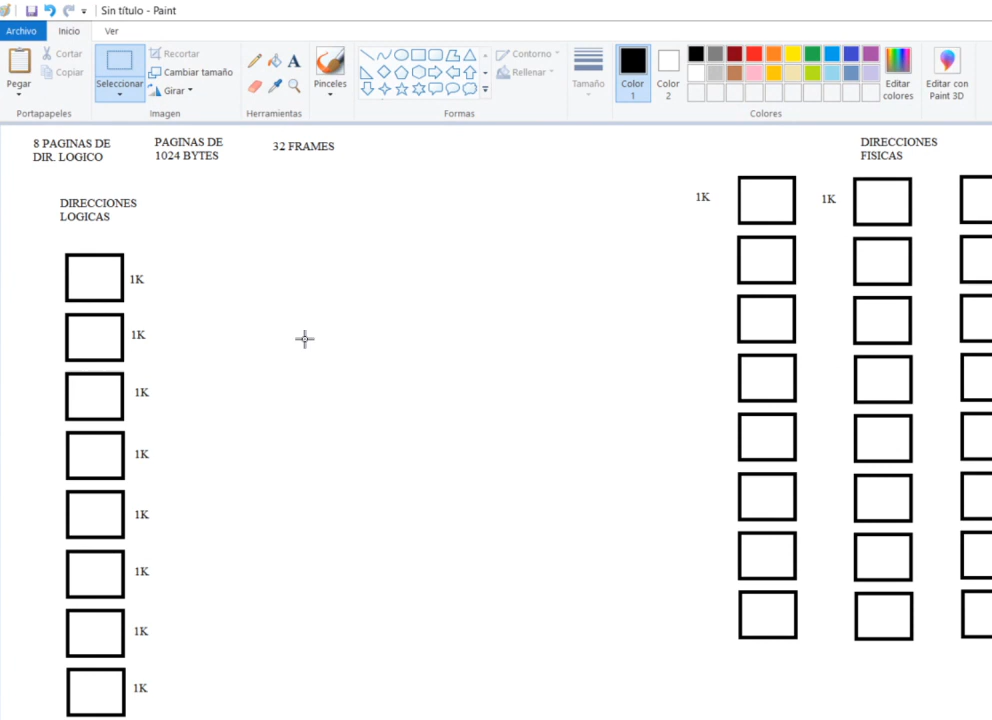 Sin título - Paint
Archivo
Inicio
Ver
Pegar
Cortar
Copiar
Portapapeles
Seleccionar
Recortar
Cambiar tamaño
Girar
Imagen
A
Herramientas
Pinceles
Contorno
Rellenar
Formas
Tamaño
Color
1
Color
2
Editar
colores
Colores
Editar con
Paint 3D
8 PAGINAS DE
DIR. LOGICO
PAGINAS DE
1024 BYTES
32 FRAMES
DIRECCIONES
FISICAS
DIRECCIONES
LOGICAS
1K
1K
1K
1K
1K
1K
1K
1K
1K
1K